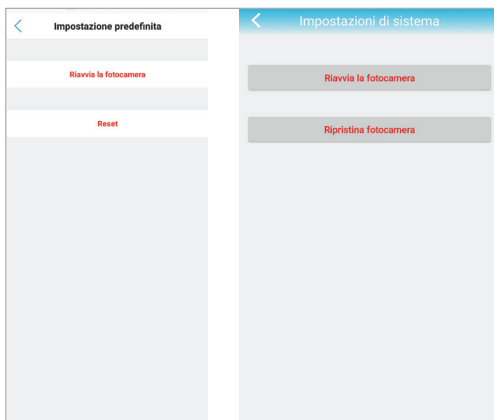 Impostazione predefinita
Riavvia la fotocamera
Reset
Impostazioni di sistema
Riavvia la fotocamera
Ripristina fotocamera